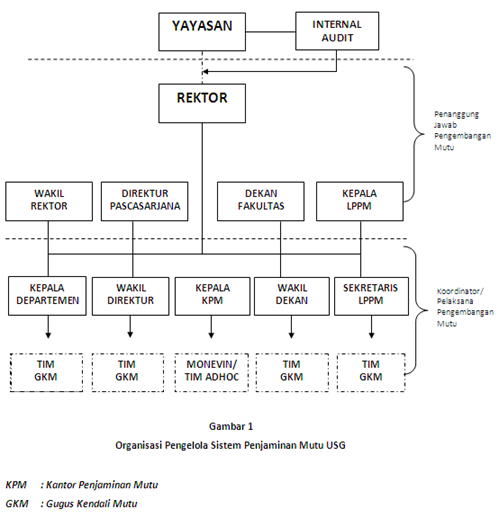 YAYASAN
INTERNAL
AUDIT
REKTOR
Penanggung
Jawab
Pengembangan
Mutu
WAKIL
REKTOR
DIREKTUR
PASCASARJANA
DEKAN
FAKULTAS
KEPALA
LPPM
KEPALA
DEPARTEMEN
WAKIL
DIREKTUR
KEPALA
KPM
WAKIL
DEKAN
SEKRETARIS
LPPM
Koordinator/
Pelaksana
Pengembangan
Mutu
TIM
GKM
TIM
GKM
MONEVIN/
TIM ADHOC
TIM
GKM
TIM
GKM
Gambar 1
Organisasi Pengelola Sistem Penjaminan Mutu USG
KPM : Kantor Penjaminan Mutu
GKM : Gugus Kendali Mutu